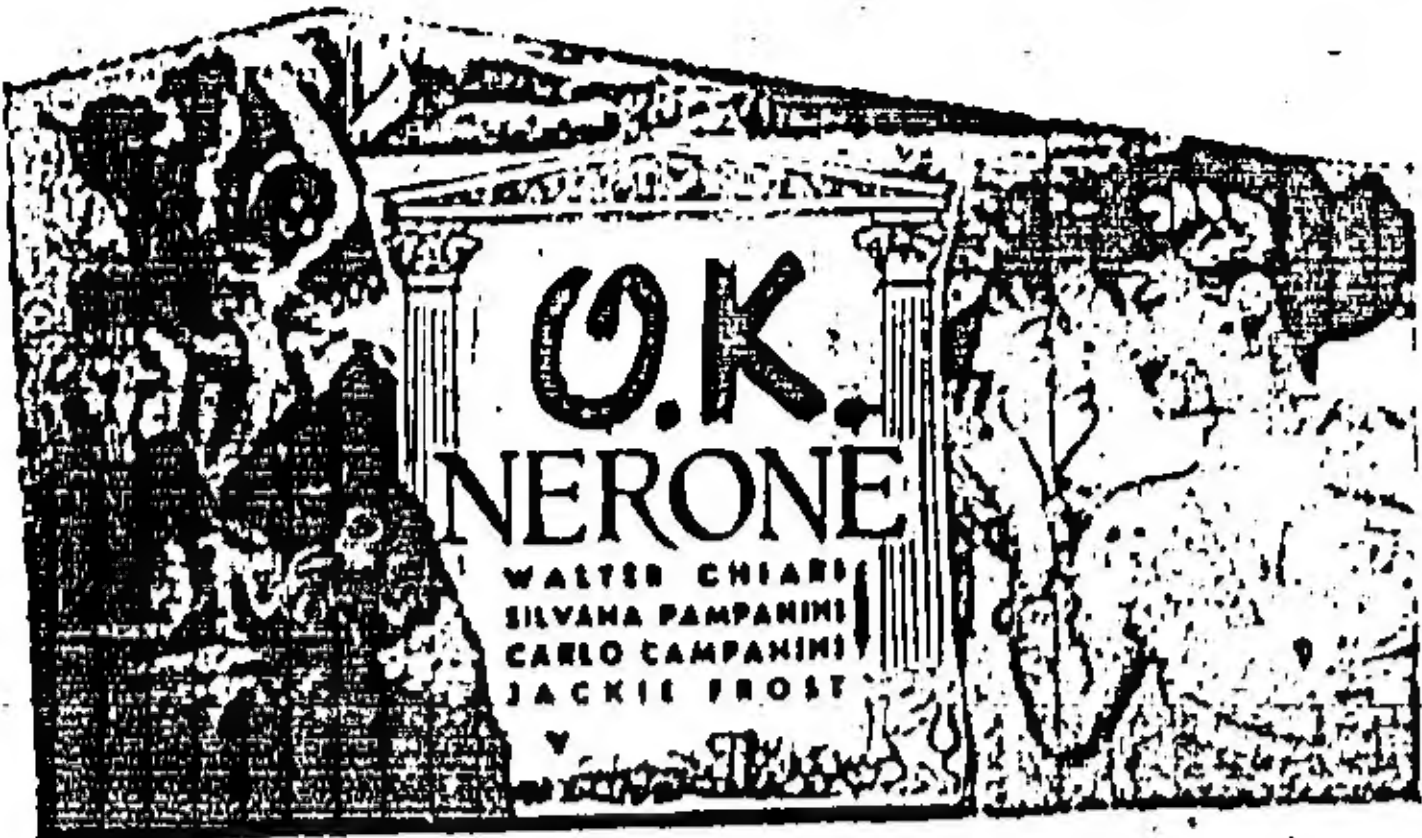 O.K.
NERONE
WALTER CHIARI
SILVANA PAMPANINI
CARLO CAMPANINI
JACKIE FROST